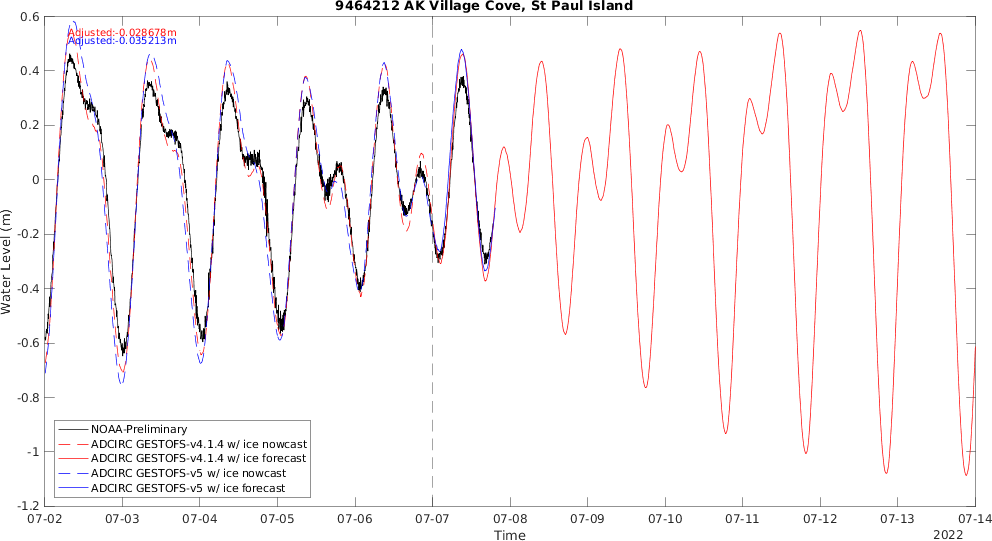 9464212 AK Village Cove, St Paul Island
Adjusted:-0.028678m
Adjusted:-0.035213m
0.6
0.4
0.2
0
-0.2
-0.4
-0.6
-0.8
-1
-1.2
Water Level (m)
NOAA-Preliminary
ADCIRC GESTOFS-v4.1.4 w/ ice nowcast
ADCIRC GESTOFS-v4.1.4 w/ ice forecast
ADCIRC GESTOFS-v5 w/ ice nowcast
ADCIRC GESTOFS-v5 w/ ice forecast
07-02 07-03 07-04 07-05 07-06 07-07 07-08 07-09 07-10 07-11 07-12 07-13 07-14
Time
2022